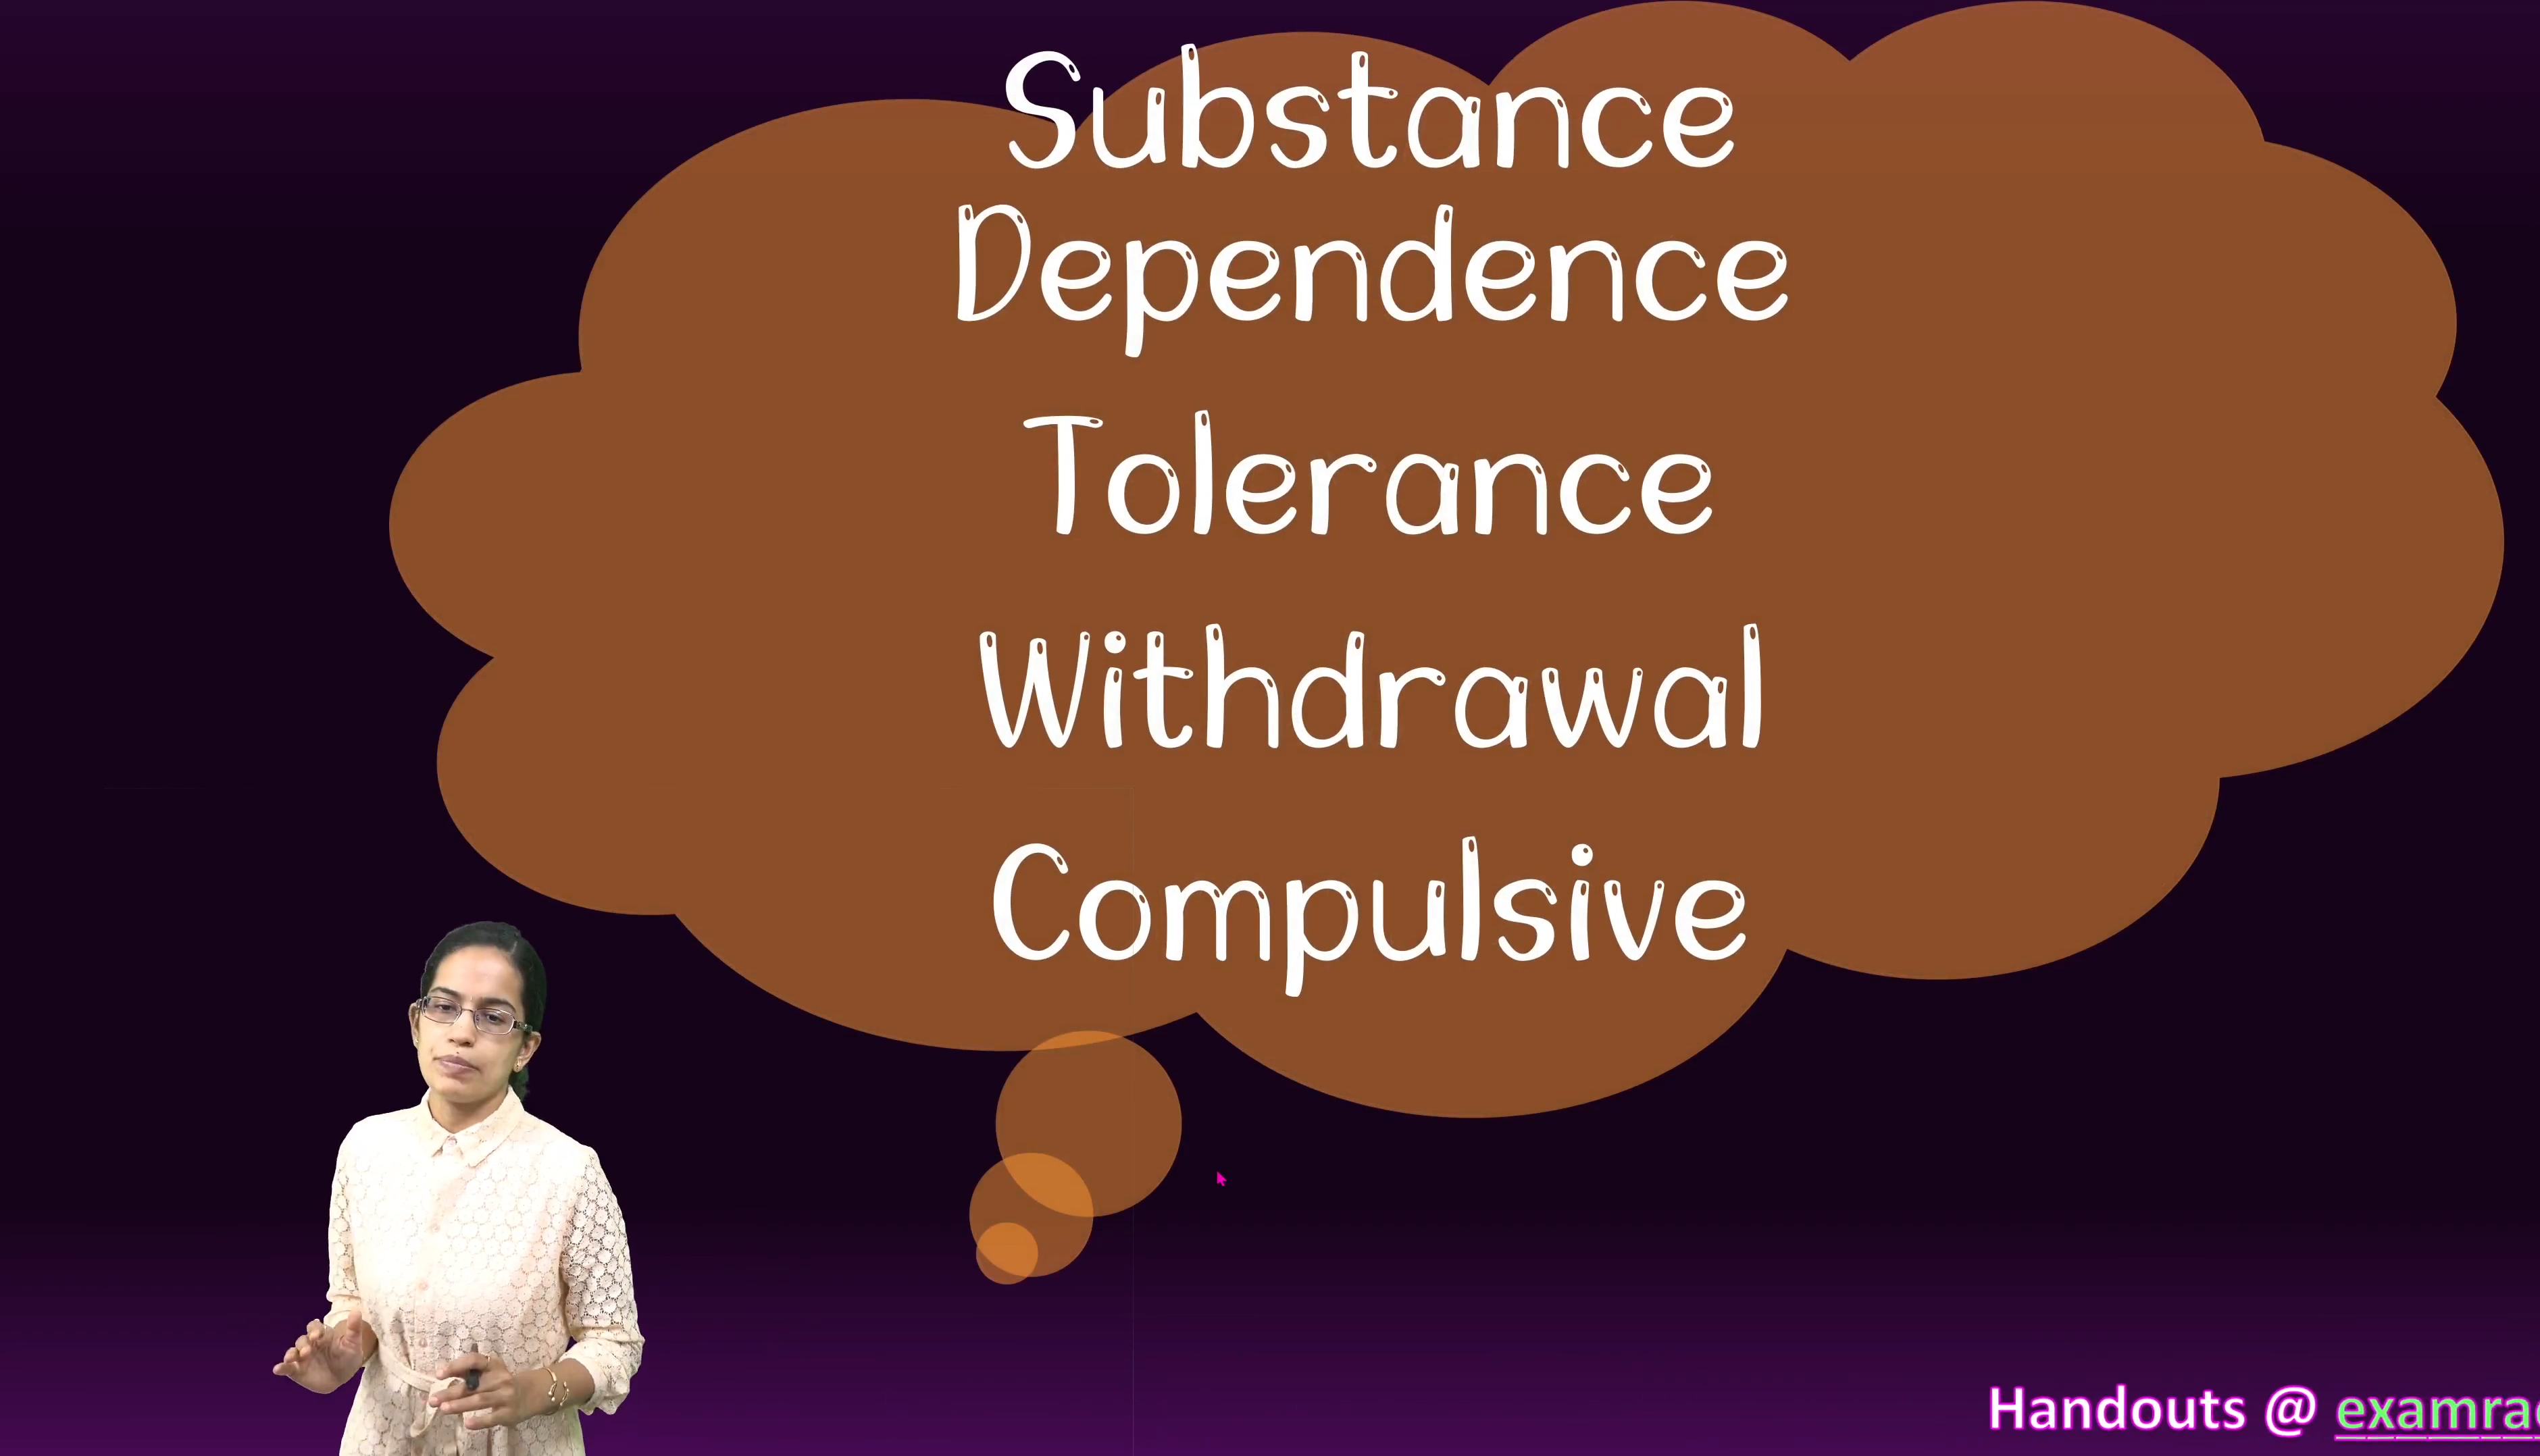 Substance
Dependence
Tolerance
Withdrawal
Compulsive
Handouts @